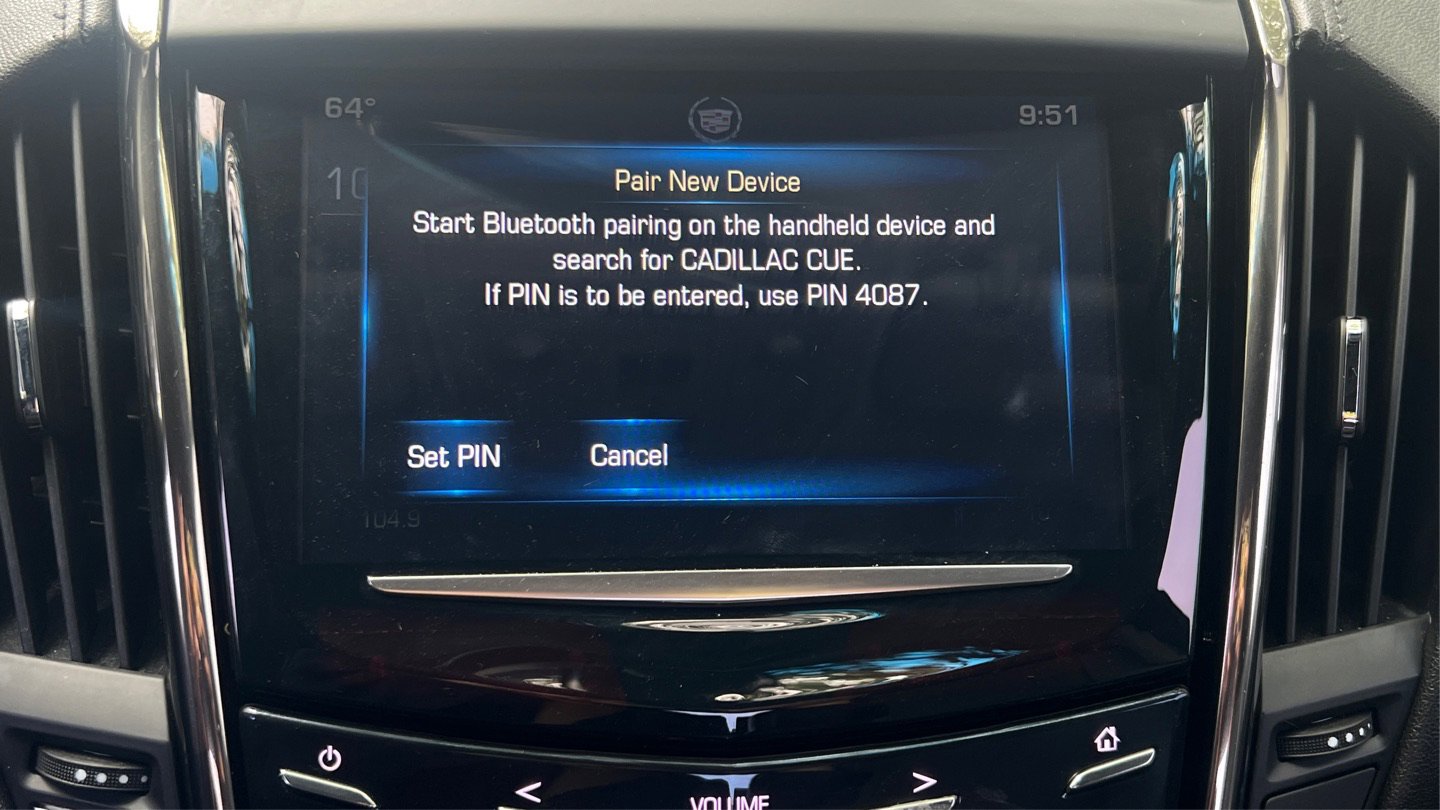 64° 9:51
10
Pair New Device
Start Bluetooth pairing on the handheld device and
search for CADILLAC CUE.
If PIN is to be entered, use PIN 4087.
Set PIN Cancel
104.9
< >
VOLUME